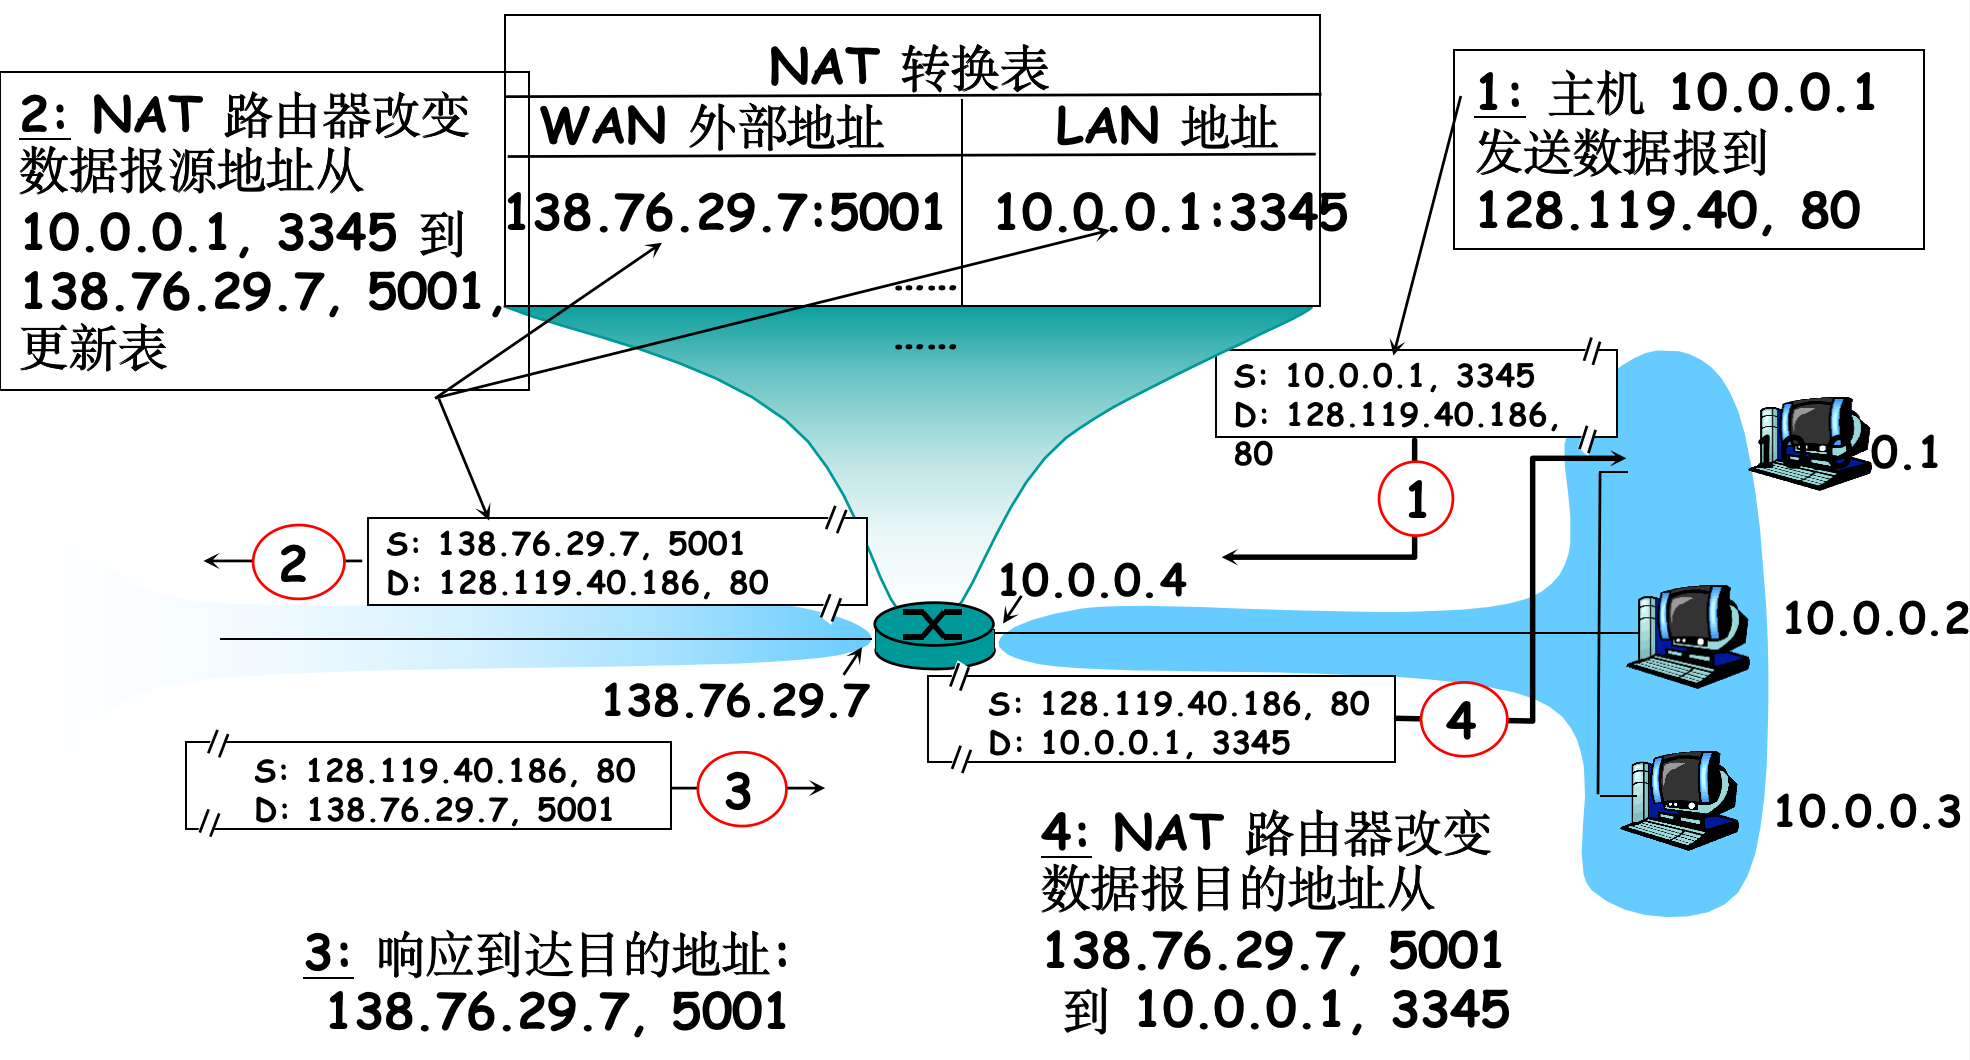 NAT 转换表
WAN 外部地址 LAN 地址
138.76.29.7:5001 10.0.0.1:3345
……
……
2: NAT 路由器改变
数据报源地址从
10.0.0.1, 3345 到
138.76.29.7, 5001,
更新表
1: 主机 10.0.0.1
发送数据报到
128.119.40, 80
S: 10.0.0.1, 3345
D: 128.119.40.186,
80
1
10.0.0.1
2
S: 138.76.29.7, 5001
D: 128.119.40.186, 80
10.0.0.4
10.0.0.2
138.76.29.7
S: 128.119.40.186, 80
D: 10.0.0.1, 3345
4
S: 128.119.40.186, 80
D: 138.76.29.7, 5001
3
10.0.0.3
4: NAT 路由器改变
数据报目的地址从
138.76.29.7, 5001
到 10.0.0.1, 3345
3: 响应到达目的地址:
138.76.29.7, 5001